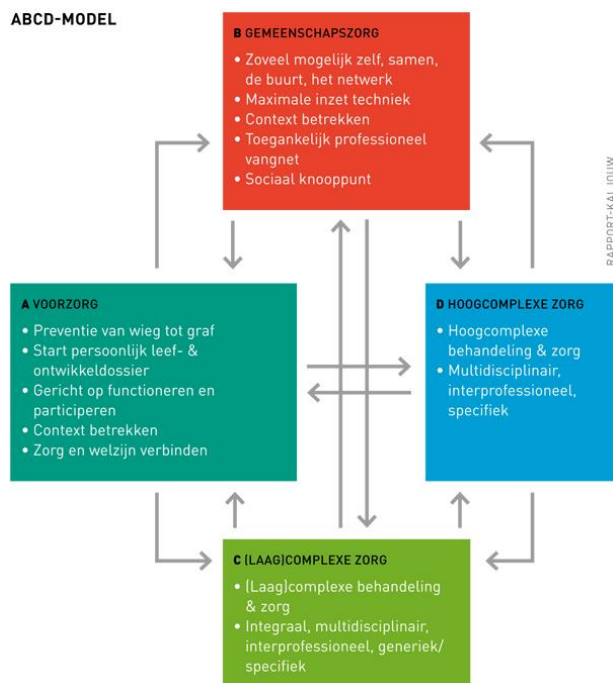 ABCD-MODEL
B GEMEENSCHAPSZORG
• Zoveel mogelijk zelf, samen,
de buurt, het netwerk
• Maximale inzet techniek
• Context betrekken
• Toegankelijk professioneel
vangnet
• Sociaal knooppunt
RAPPORT-KALJOUW
A VOORZORG
• Preventie van wieg tot graf
• Start persoonlijk leef- &
ontwikkeldossier
• Gericht op functioneren en
participeren
• Context betrekken
• Zorg en welzijn verbinden
D HOOGCOMPLEXE ZORG
• Hoogcomplexe
behandeling & zorg
• Multidisciplinair,
interprofessioneel,
specifiek
C (LAAG)COMPLEXE ZORG
• (Laag)complexe behandeling
& zorg
• Integraal, multidisciplinair,
interprofessioneel, generiek/
specifiek